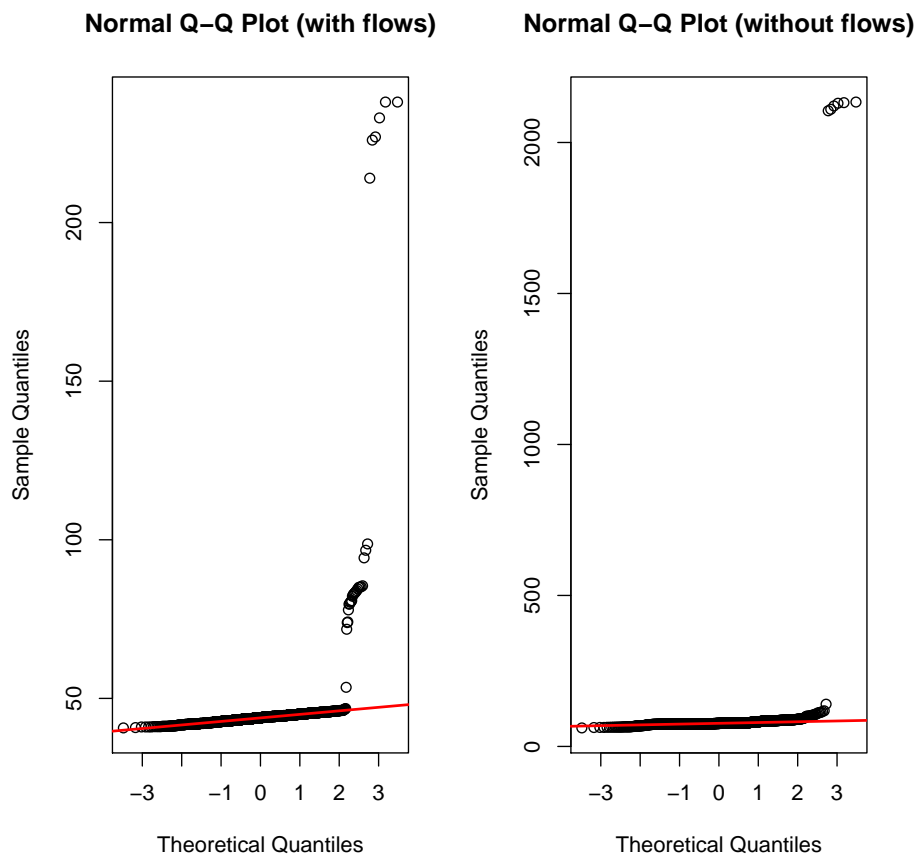 Normal Q−Q Plot (with flows)
Sample Quantiles
200
150
100
50
−3 −1 0 1 2 3
Theoretical Quantiles
Normal Q−Q Plot (without flows)
Sample Quantiles
2000
1500
1000
500
0
−3 −1 0 1 2 3
Theoretical Quantiles